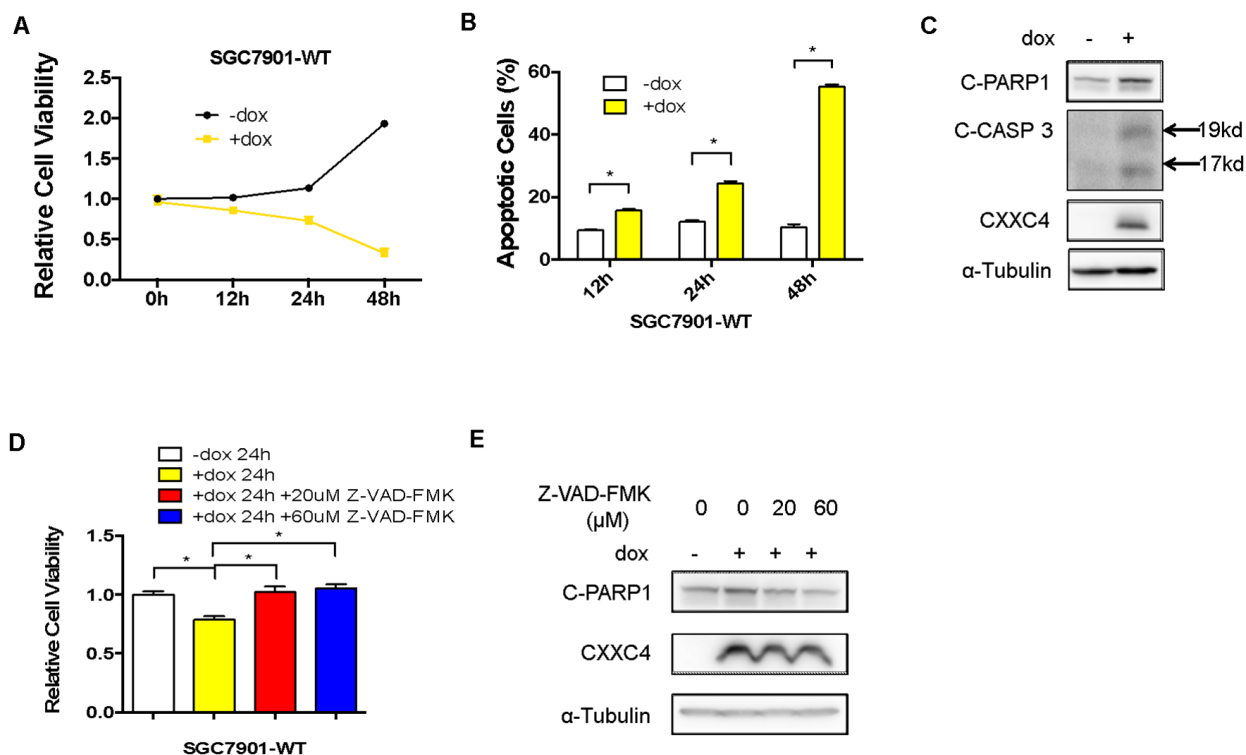 A
SGC7901-WT
Relative Cell Viability
2.5
2.0
1.5
1.0
0.5
0.0
-dox
+dox
0h 12h 24h 48h
B
Apoptotic Cells (%)
60
40
20
0
-dox
+dox
*
*
*
12h 24h 48h
SGC7901-WT
C
dox - +
C-PARP1
C-CASP 3
19kd
17kd
CXXC4
α-Tubulin
D
-dox 24h
+dox 24h
+dox 24h +20uM Z-VAD-FMK
+dox 24h +60uM Z-VAD-FMK
Relative Cell Viability
1.5
1.0
0.5
0.0
*
*
*
SGC7901-WT
E
Z-VAD-FMK 0 0 20 60
(µM)
dox - + + +
C-PARP1
CXXC4
α-Tubulin